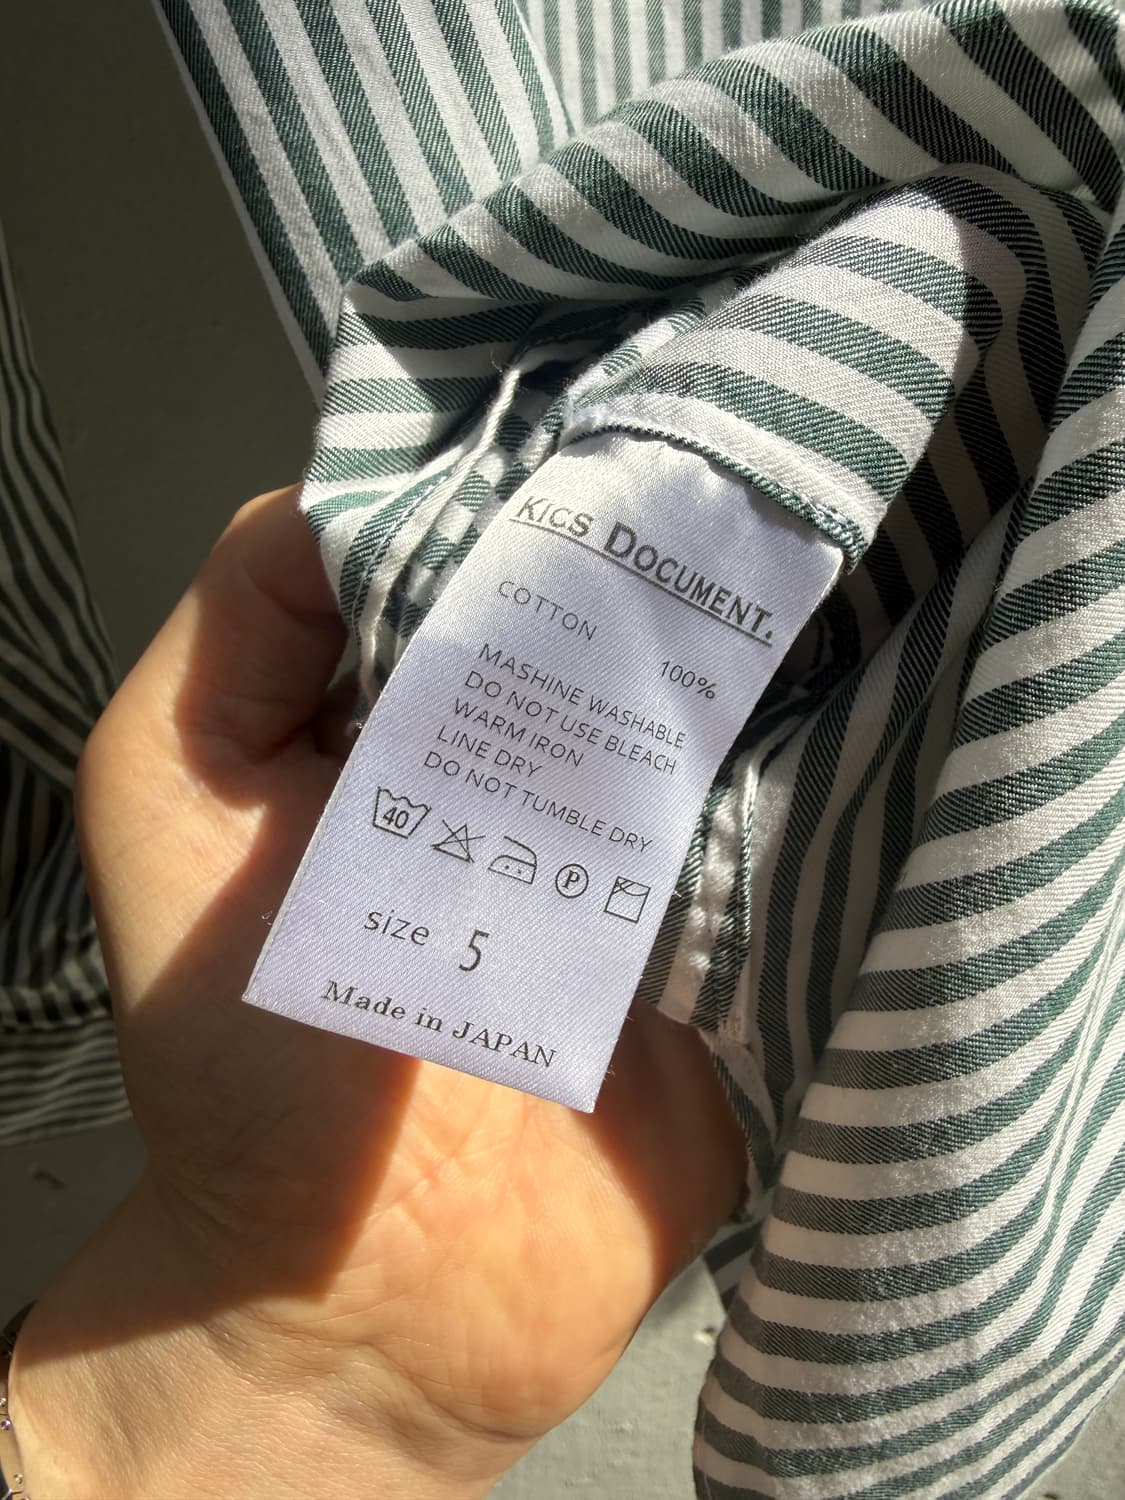 KICS DOCUMENT.
COTTON 100%
MASHINE WASHABLE
DO NOT USE BLEACH
WARM IRON
LINE DRY
DO NOT TUMBLE DRY
40 P
size 5
Made in JAPAN